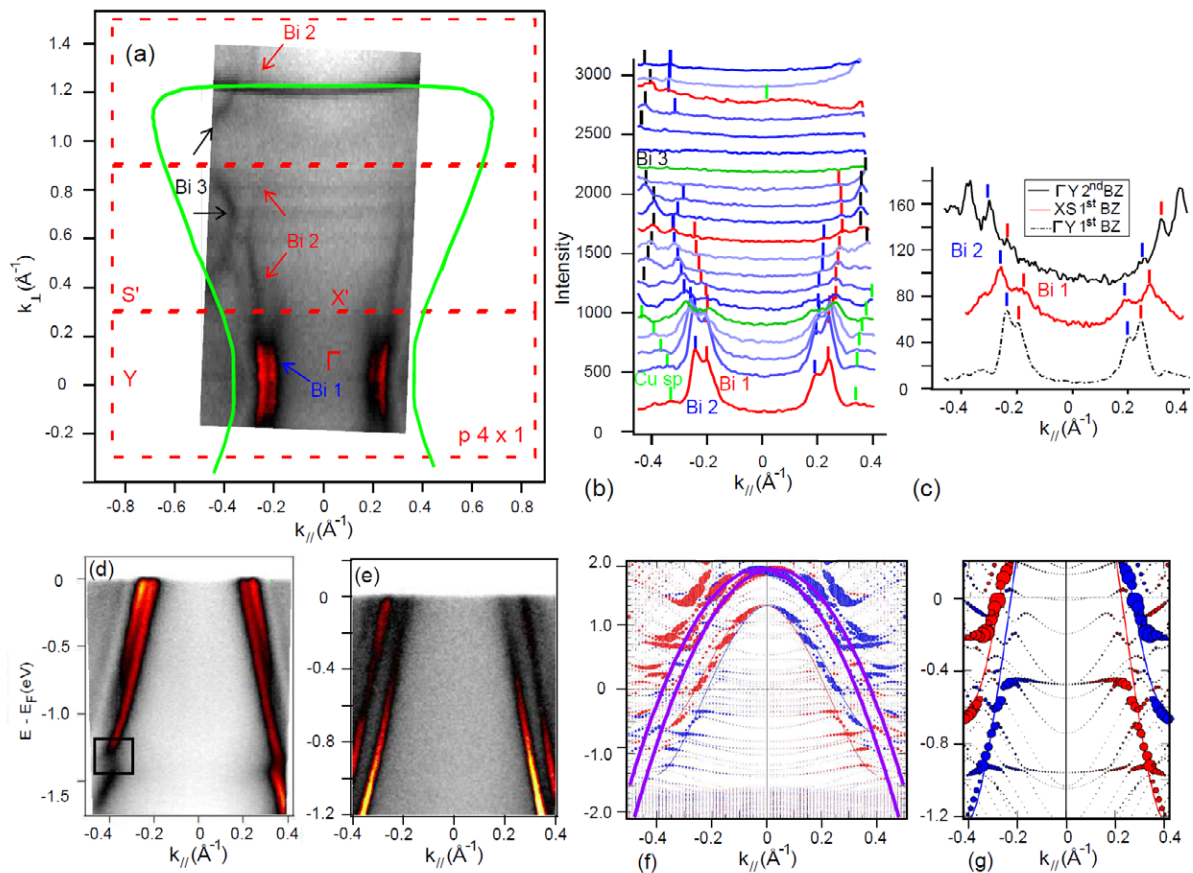 (a)
Bi 2
Bi 3
Bi 2
S'
X'
Γ
Y
Bi 1
p 4 x 1
1.4
1.2
1.0
0.8
0.6
0.4
0.2
0
-0.2
k⊥(Å⁻¹)
-0.8 -0.6 -0.4 -0.2 0 0.2 0.4 0.6 0.8
k//(Å⁻¹)
3000
2500
2000
1500
1000
500
0
Intensity
Bi 3
Cu sp
Bi 1
Bi 2
-0.4 -0.2 0 0.2 0.4
(b) k//(Å⁻¹)
ΓY 2ⁿᵈ BZ
XS 1ˢᵗ BZ
ΓY 1ˢᵗ BZ
160
120
80
40
0
Bi 2
Bi 1
-0.4 -0.2 0 0.2 0.4
(c) k//(Å⁻¹)
(d)
0
-0.5
-1.0
-1.5
E - E_F(eV)
-0.4 -0.2 0 0.2 0.4
k//(Å⁻¹)
(e)
0
-0.4
-0.8
-1.2
-0.4 -0.2 0 0.2 0.4
k//(Å⁻¹)
2.0
1.0
0
-1.0
-2.0
-0.4 -0.2 0 0.2 0.4
(f) k//(Å⁻¹)
0
-0.4
-0.8
-1.2
-0.4 -0.2 0 0.2 0.4
k//(Å⁻¹) (g)